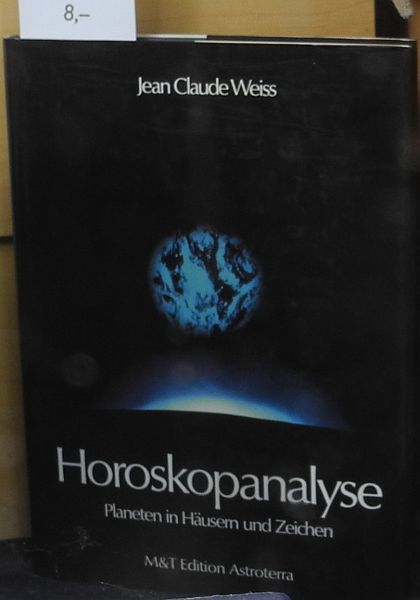 8,–
Jean Claude Weiss
Horoskopanalyse
Planeten in Häusern und Zeichen
M&T Edition Astroterra